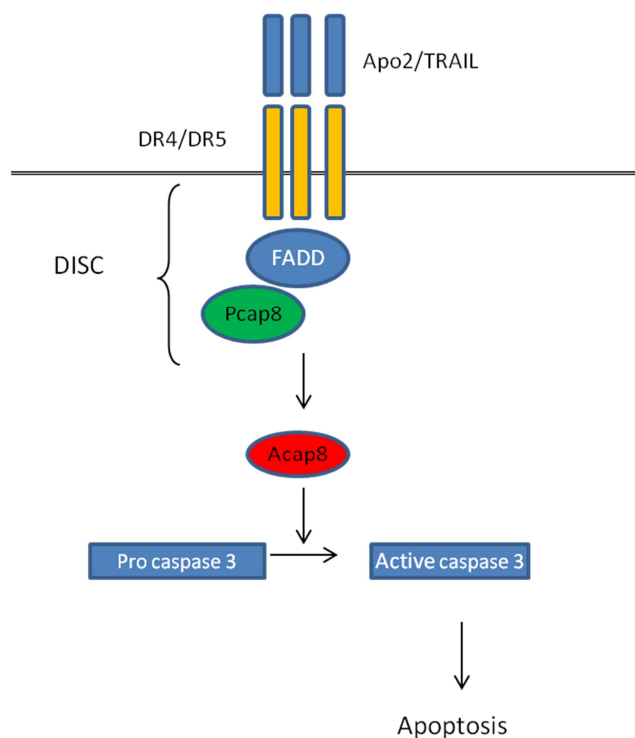 Apo2/TRAIL
DR4/DR5
DISC
FADD
Pcap8
Acap8
Pro caspase 3
Active caspase 3
Apoptosis